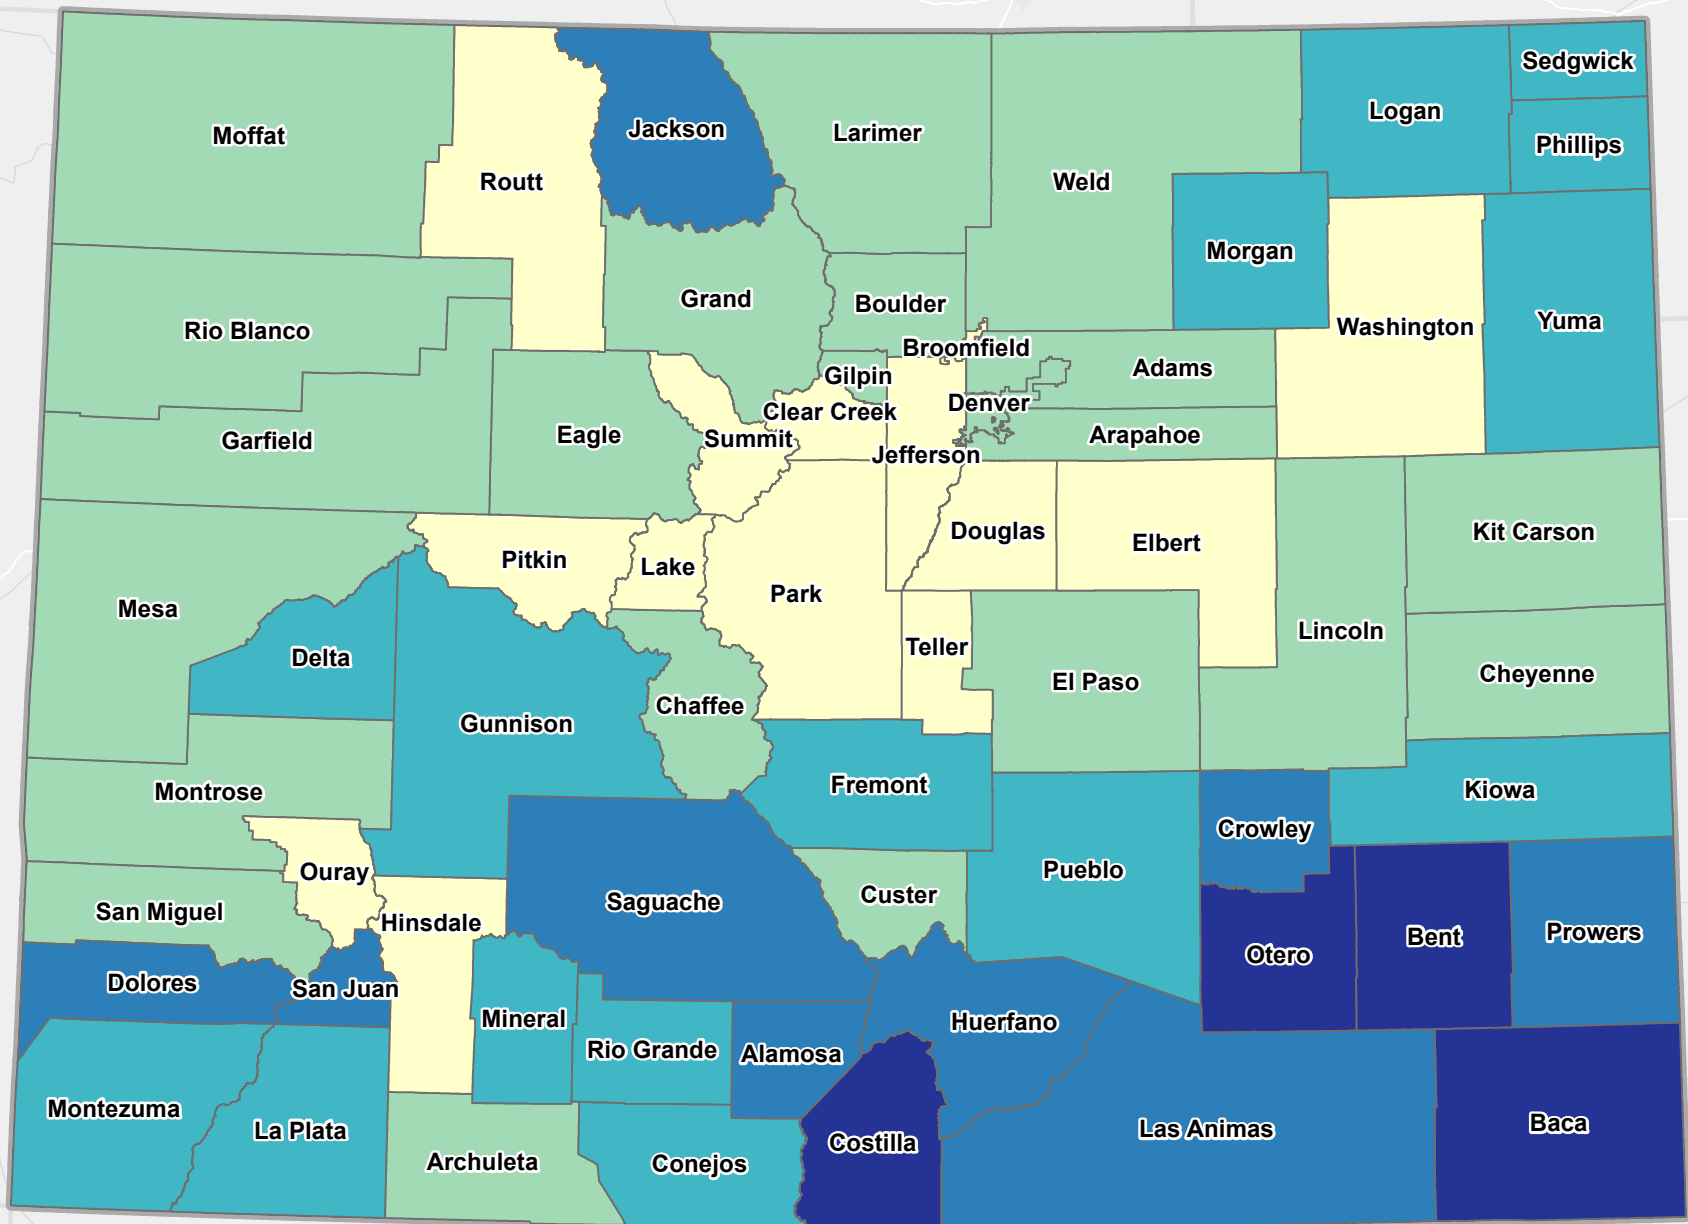 Sedgwick
Logan
Jackson
Larimer
Moffat
Phillips
Routt
Weld
Morgan
Grand
Boulder
Yuma
Washington
Rio Blanco
Broomfield
Adams
Gilpin
Denver
Clear Creek
Arapahoe
Eagle
Summit
Garfield
Jefferson
Douglas
Kit Carson
Elbert
Pitkin
Lake
Park
Mesa
Lincoln
Teller
Delta
Cheyenne
El Paso
Chaffee
Gunnison
Fremont
Kiowa
Montrose
Crowley
Pueblo
Ouray
Custer
Saguache
San Miguel
Hinsdale
Prowers
Bent
Otero
Dolores
San Juan
Mineral
Huerfano
Rio Grande
Alamosa
Montezuma
Baca
Las Animas
La Plata
Costilla
Archuleta
Conejos